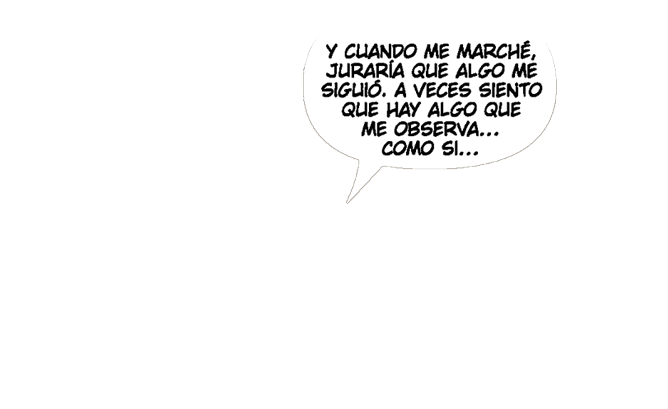 Y CUANDO ME MARCHÉ,
JURARÍA QUE ALGO ME
SIGUIÓ. A VECES SIENTO
QUE HAY ALGO QUE
ME OBSERVA...
COMO SI...